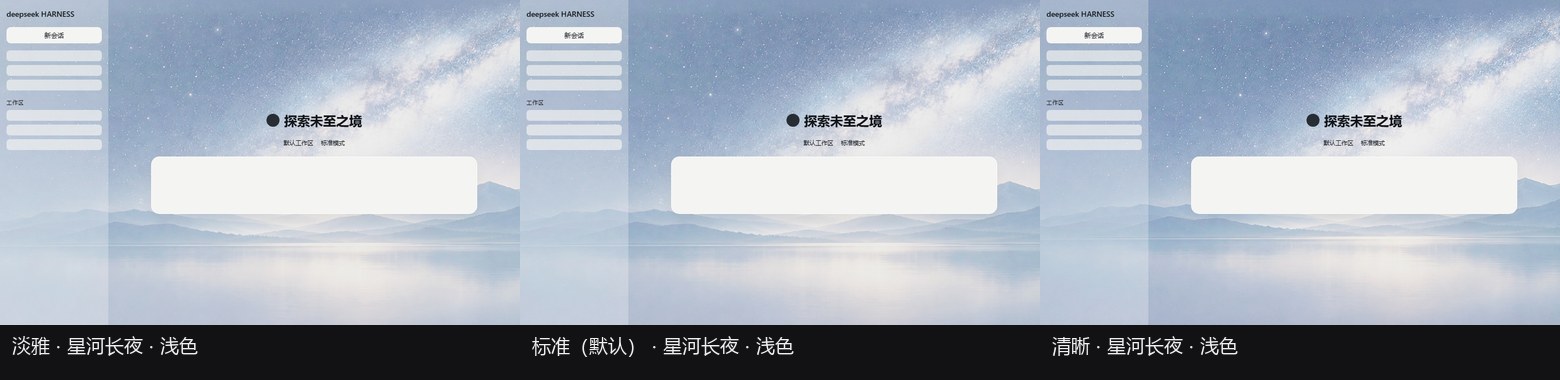 deepseek HARNESS
新会话
工作区
探索未至之境
默认工作区 标准模式
淡雅 · 星河长夜 · 浅色
deepseek HARNESS
新会话
工作区
探索未至之境
默认工作区 标准模式
标准（默认） · 星河长夜 · 浅色
deepseek HARNESS
新会话
工作区
探索未至之境
默认工作区 标准模式
清晰 · 星河长夜 · 浅色